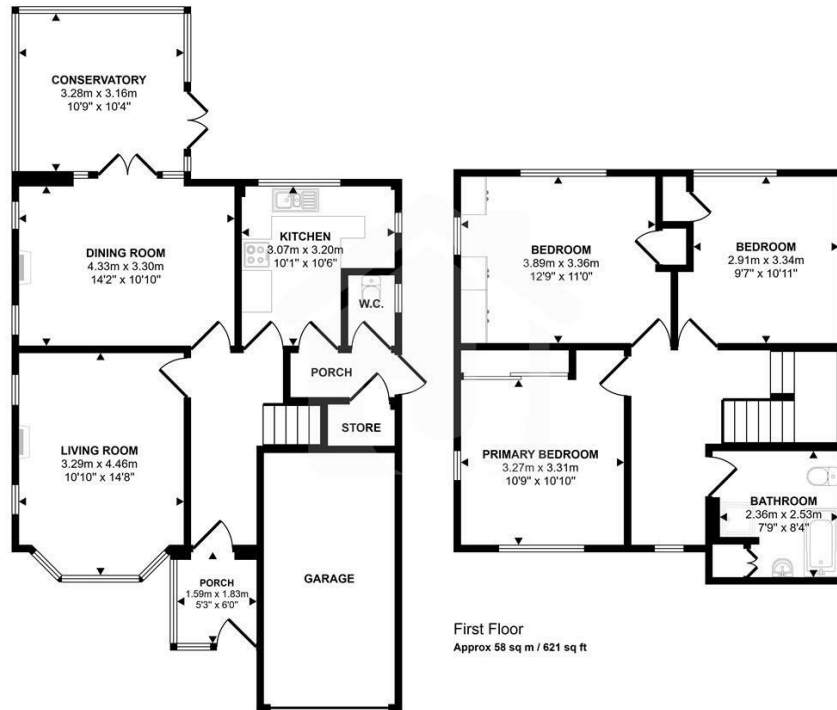 CONSERVATORY
3.28m x 3.16m
10'9" x 10'4"
DINING ROOM
4.33m x 3.30m
14'2" x 10'10"
KITCHEN
3.07m x 3.20m
10'1" x 10'6"
W.C.
PORCH
STORE
LIVING ROOM
3.29m x 4.46m
10'10" x 14'8"
PORCH
1.59m x 1.83m
5'3" x 6'0"
GARAGE
BEDROOM
3.89m x 3.36m
12'9" x 11'0"
BEDROOM
2.91m x 3.34m
9'7" x 10'11"
PRIMARY BEDROOM
3.27m x 3.31m
10'9" x 10'10"
BATHROOM
2.36m x 2.53m
7'9" x 8'4"
First Floor
Approx 58 sq m / 621 sq ft